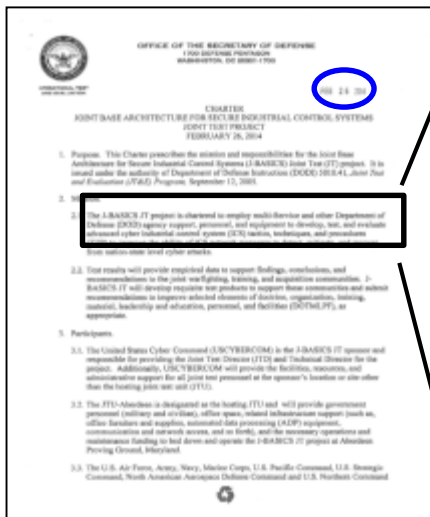 OFFICE OF THE SECRETARY OF DEFENSE
1700 DEFENSE PENTAGON
WASHINGTON, DC 20301-1700
OPERATIONAL TEST
AND EVALUATION
2014
CHARTER
JOINT BASE ARCHITECTURE FOR SECURE INDUSTRIAL CONTROL SYSTEMS
JOINT TEST PROJECT
FEBRUARY 26, 2014
1. Purpose. This Charter prescribes the mission and responsibilities for the Joint Base
Architecture for Secure Industrial Control Systems (J-BASICS) Joint Test (JT) project. It is
issued under the authority of Department of Defense Instruction (DODI) 5010.41, Joint Test
and Evaluation (JT&E) Program, September 12, 2005.
2.
2.1. The J-BASICS JT project is chartered to employ multi-Service and other Department of
Defense (DOD) agency support, personnel, and equipment to develop, test, and evaluate
advanced cyber industrial control system (ICS) tactics, techniques, and procedures
from nation-state level cyber attacks.
2.2. Test results will provide empirical data to support findings, conclusions, and
recommendations to the joint warfighting, training, and acquisition communities. J-
BASICS JT will develop requisite test products to support these communities and submit
recommendations to improve selected elements of doctrine, organization, training,
materiel, leadership and education, personnel, and facilities (DOTMLPF), as
appropriate.
3. Participants.
3.1. The United States Cyber Command (USCYBERCOM) is the J-BASICS JT sponsor and
responsible for providing the Joint Test Director (JTD) and Technical Director for the
project. Additionally, USCYBERCOM will provide the facilities, resources, and
administrative support for all joint test personnel at the sponsor's location or site other
than the hosting joint test unit (JTU).
3.2. The JTU-Aberdeen is designated as the hosting JTU and will provide government
personnel (military and civilian), office space, related infrastructure support (such as,
office furniture and supplies, automated data processing (ADP) equipment,
communication and network access, and so forth), and the necessary operations and
maintenance funding to bed down and operate the J-BASICS JT project at Aberdeen
Proving Ground, Maryland.
3.3. The U.S. Air Force, Army, Navy, Marine Corps, U.S. Pacific Command, U.S. Strategic
Command, North American Aerospace Defense Command and U.S. Northern Command